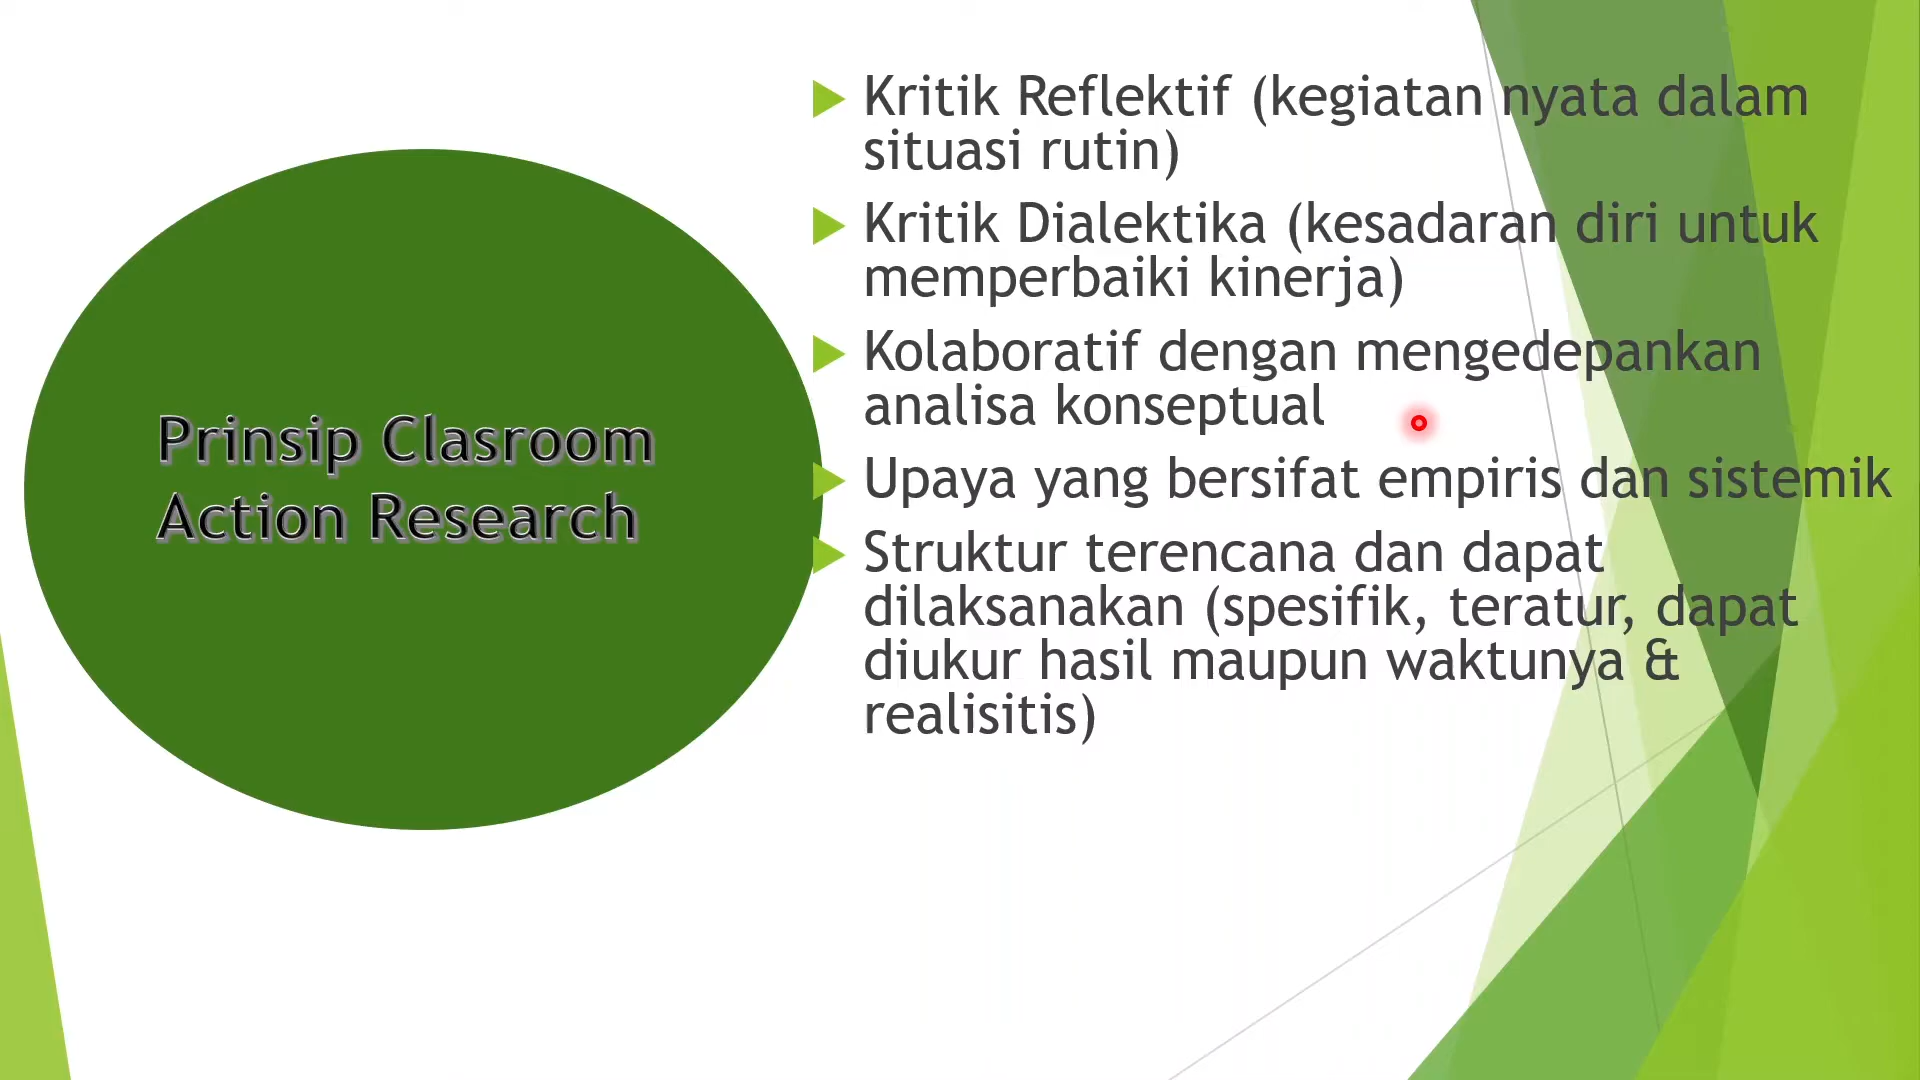 Prinsip Clasroom
Action Research
Kritik Reflektif (kegiatan nyata dalam
situasi rutin)
Kritik Dialektika (kesadaran diri untuk
memperbaiki kinerja)
Kolaboratif dengan mengedepankan
analisa konseptual
Upaya yang bersifat empiris dan sistemik
Struktur terencana dan dapat
dilaksanakan (spesifik, teratur, dapat
diukur hasil maupun waktunya &
realisitis)